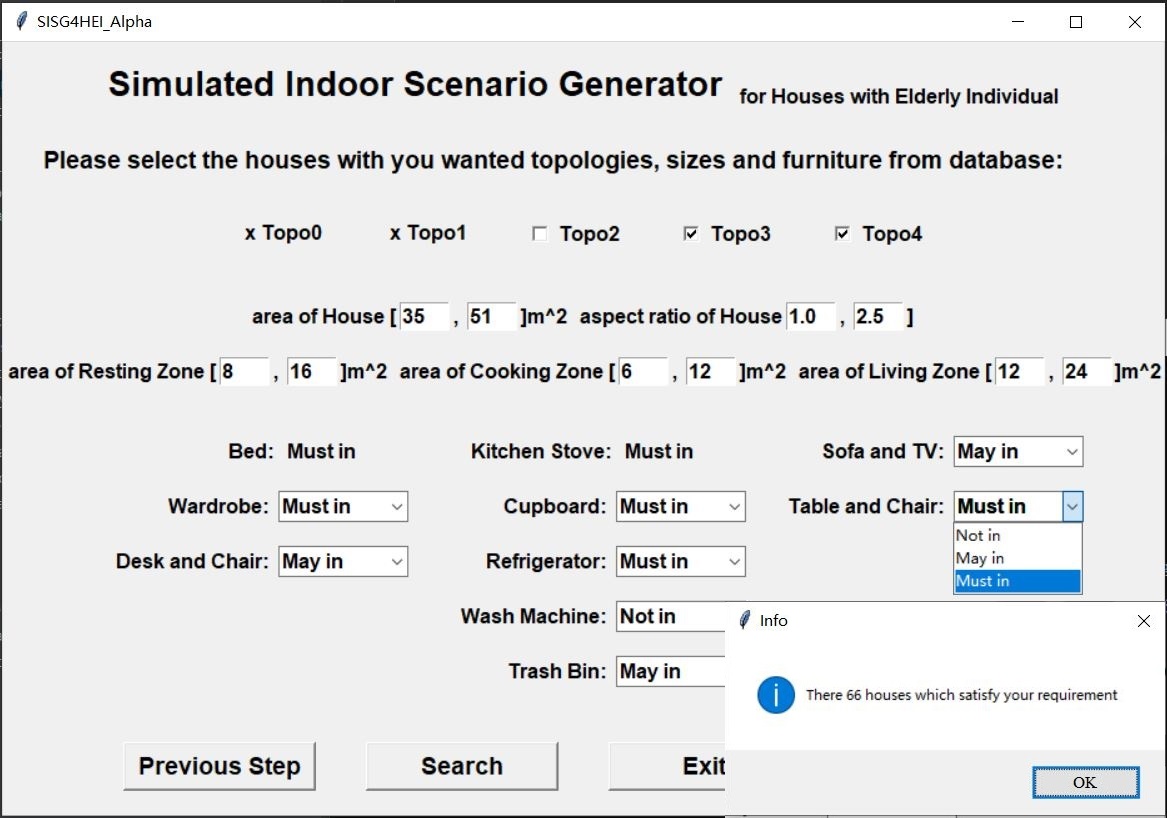 SISG4HEI_Alpha
Simulated Indoor Scenario Generator for Houses with Elderly Individual
Please select the houses with you wanted topologies, sizes and furniture from database:
x Topo0 x Topo1 Topo2 Topo3 Topo4
area of House [ 35 , 51 ]m^2 aspect ratio of House 1.0 , 2.5 ]
area of Resting Zone [ 8 , 16 ]m^2 area of Cooking Zone [ 6 , 12 ]m^2 area of Living Zone [ 12 , 24 ]m^2
Bed: Must in Kitchen Stove: Must in Sofa and TV: May in
Wardrobe: Must in Cupboard: Must in Table and Chair: Must in
Not in
May in
Must in
Desk and Chair: May in Refrigerator: Must in
Wash Machine: Not in
Trash Bin: May in
Info
There 66 houses which satisfy your requirement
OK
Previous Step Search Exit